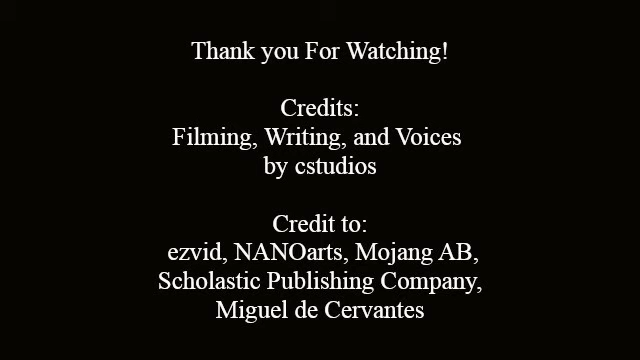 Thank you For Watching!
Credits:
Filming, Writing, and Voices
by cstudios
Credit to:
ezvid, NANOarts, Mojang AB,
Scholastic Publishing Company,
Miguel de Cervantes